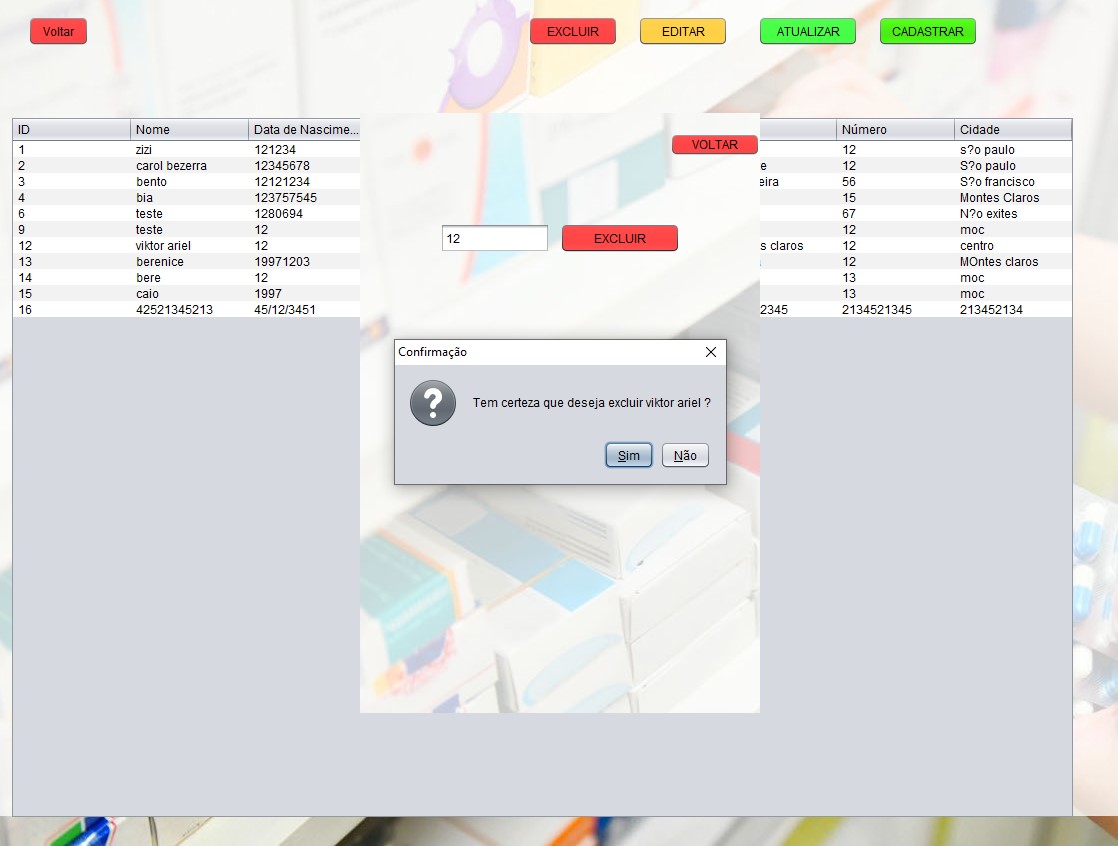 Voltar EXCLUIR EDITAR ATUALIZAR CADASTRAR
ID Nome Data de Nascime... Número Cidade
VOLTAR
1 zizi 121234 12 s?o paulo
2 carol bezerra 12345678 e 12 S?o paulo
3 bento 12121234 eira 56 S?o francisco
4 bia 123757545 15 Montes Claros
6 teste 1280694 67 N?o exites
9 teste 12 12 moc
12 viktor ariel 12 s claros 12 centro
13 berenice 19971203 12 MOntes claros
14 bere 12 13 moc
15 caio 1997 13 moc
16 42521345213 45/12/3451 2345 2134521345 213452134
12 EXCLUIR
Confirmação
Tem certeza que deseja excluir viktor ariel ?
Sim Não